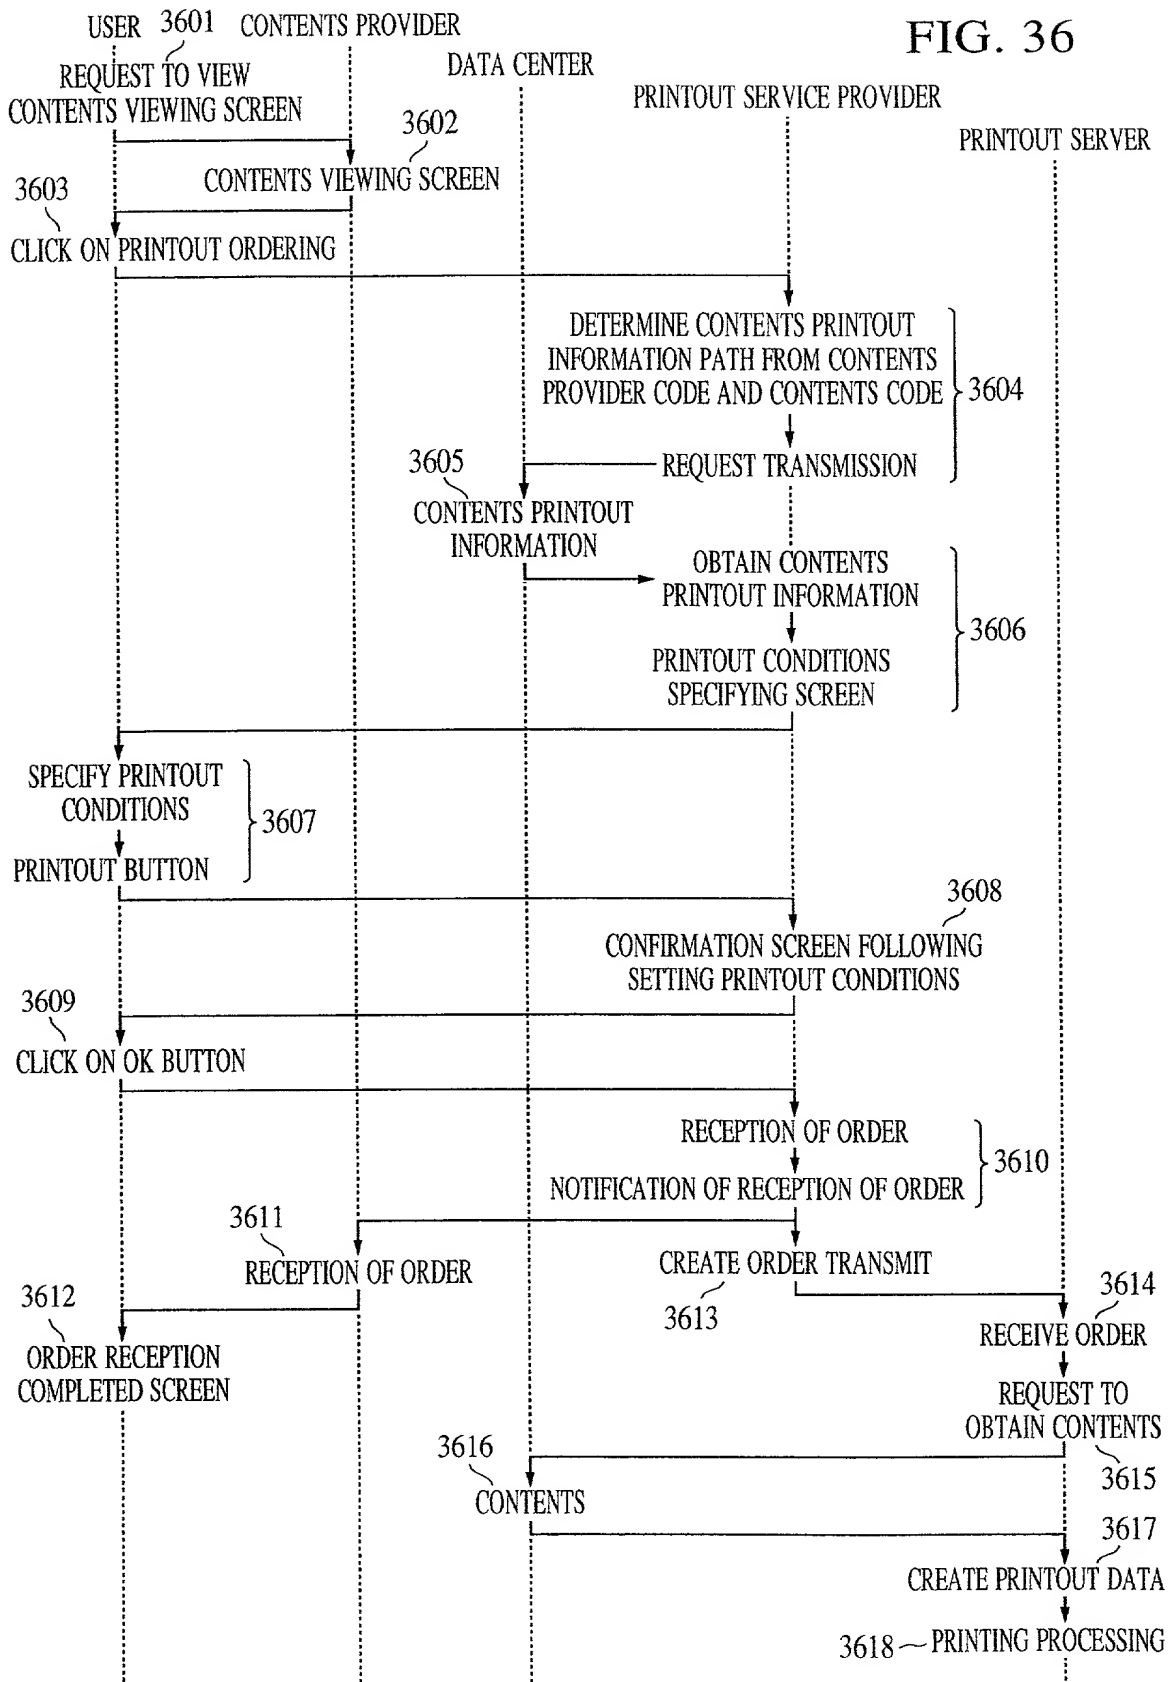 FIG. 36
USER
3601
CONTENTS PROVIDER
DATA CENTER
PRINTOUT SERVICE PROVIDER
PRINTOUT SERVER
REQUEST TO VIEW
CONTENTS VIEWING SCREEN
3602
CONTENTS VIEWING SCREEN
3603
CLICK ON PRINTOUT ORDERING
DETERMINE CONTENTS PRINTOUT
INFORMATION PATH FROM CONTENTS
PROVIDER CODE AND CONTENTS CODE
3604
REQUEST TRANSMISSION
3605
CONTENTS PRINTOUT
INFORMATION
OBTAIN CONTENTS
PRINTOUT INFORMATION
3606
PRINTOUT CONDITIONS
SPECIFYING SCREEN
SPECIFY PRINTOUT
CONDITIONS
3607
PRINTOUT BUTTON
3608
CONFIRMATION SCREEN FOLLOWING
SETTING PRINTOUT CONDITIONS
3609
CLICK ON OK BUTTON
RECEPTION OF ORDER
3610
NOTIFICATION OF RECEPTION OF ORDER
3611
RECEPTION OF ORDER
CREATE ORDER TRANSMIT
3613
3612
ORDER RECEPTION
COMPLETED SCREEN
3614
RECEIVE ORDER
REQUEST TO
OBTAIN CONTENTS
3615
3616
CONTENTS
3617
CREATE PRINTOUT DATA
3618
PRINTING PROCESSING